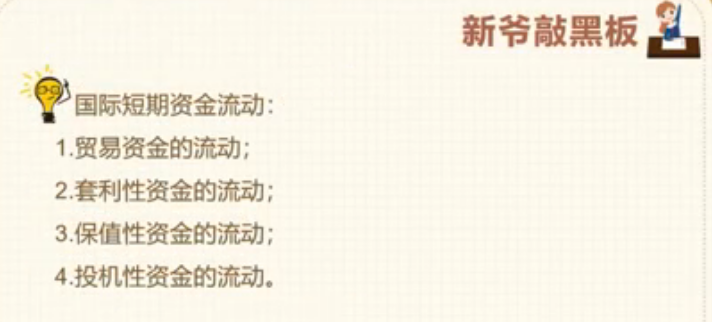 新爷敲黑板
国际短期资金流动：
1.贸易资金的流动；
2.套利性资金的流动；
3.保值性资金的流动；
4.投机性资金的流动。